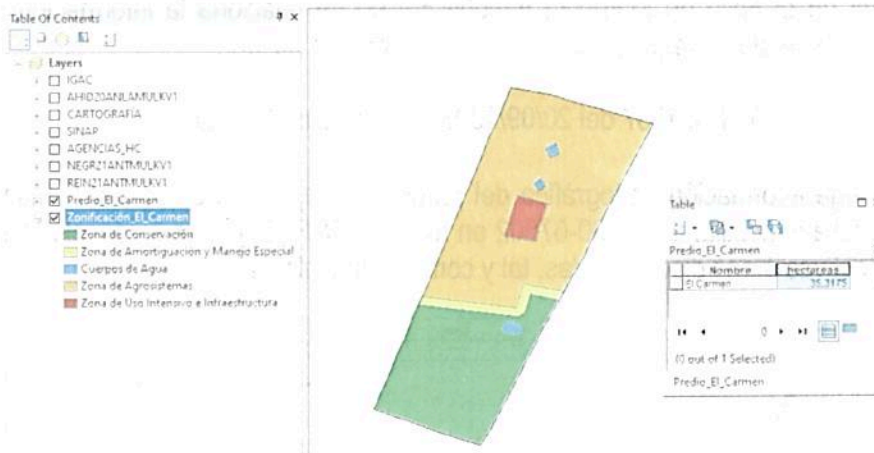 Table Of Contents
Layers
IGAC
AHID20ANLAMULKV1
CARTOGRAFÍA
SINAP
AGENCIAS_HC
NEGR21ANTMULKV1
REIN21ANTMULKV1
Predio_El_Carmen
Zonificación_El_Carmen
Zona de Conservación
Zona de Amortiguación y Manejo Especial
Cuerpos de Agua
Zona de Agrosistemas
Zona de Uso Intensivo e Infraestructura
Table
Predio_El_Carmen
Nombre hectareas
El Carmen 35.3175
0
(0 out of 1 Selected)
Predio_El_Carmen